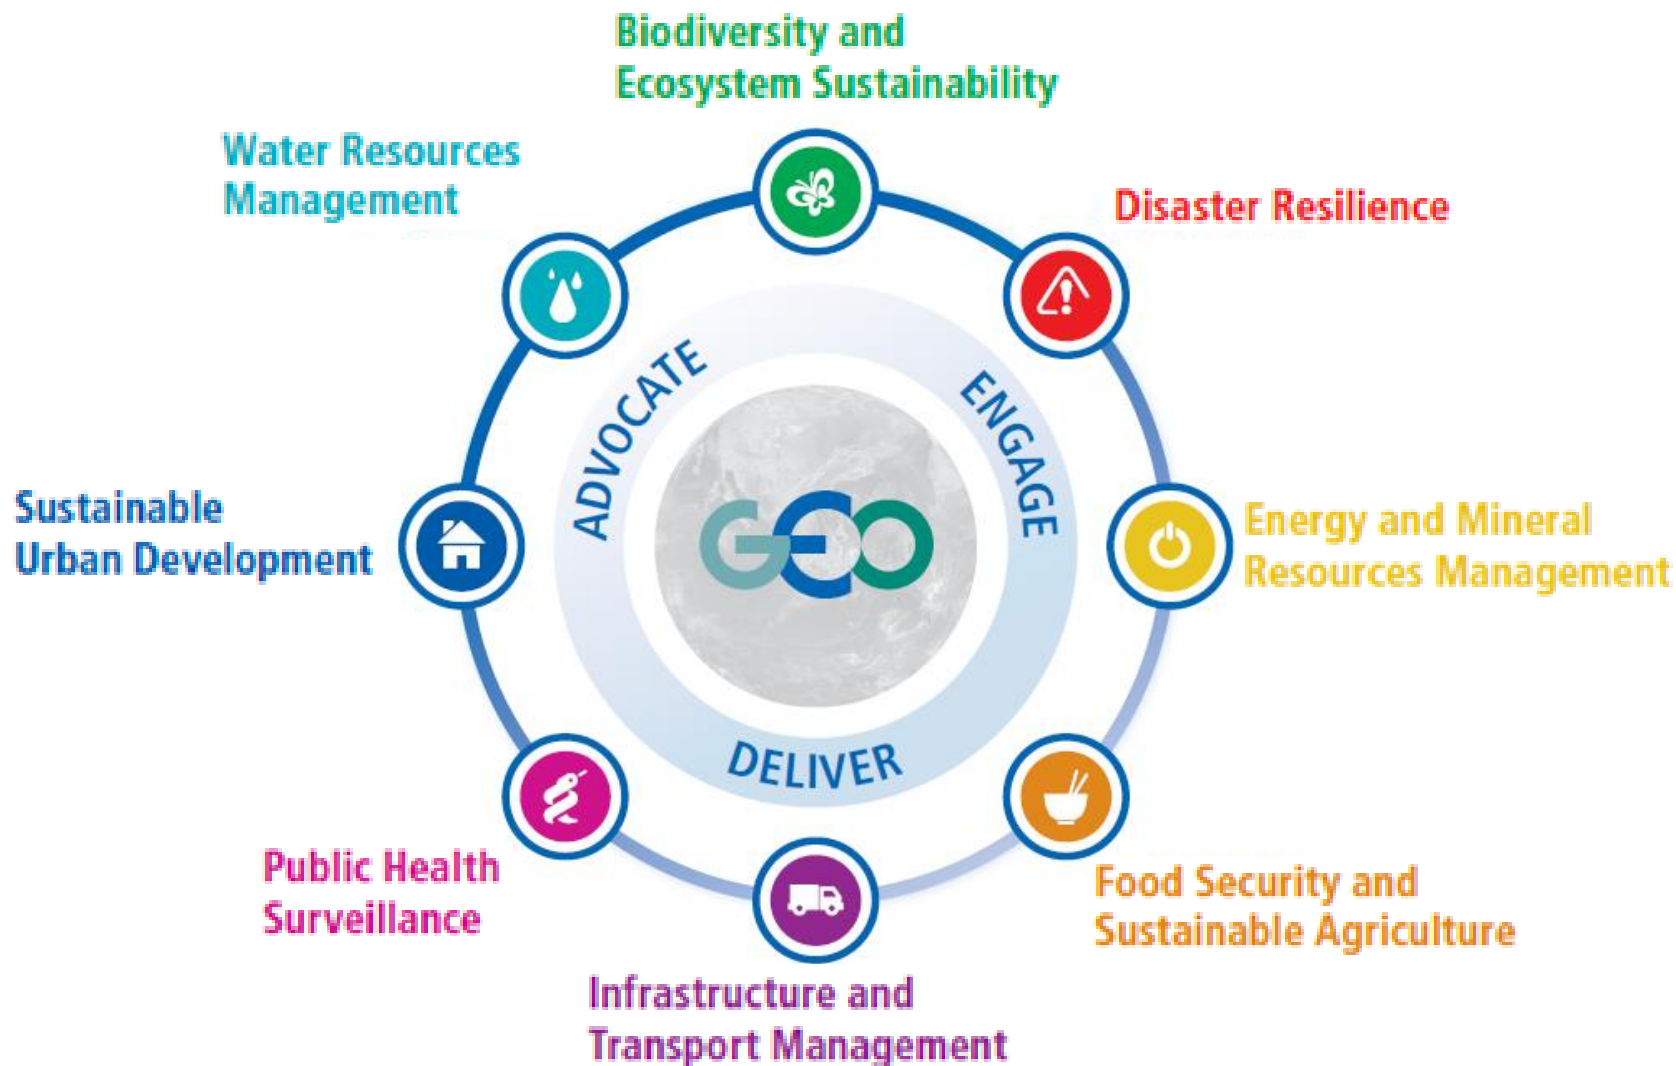 Biodiversity and
Ecosystem Sustainability
Water Resources
Management
Disaster Resilience
ADVOCATE
ENGAGE
GEO
Sustainable
Urban Development
Energy and Mineral
Resources Management
DELIVER
Public Health
Surveillance
Food Security and
Sustainable Agriculture
Infrastructure and
Transport Management